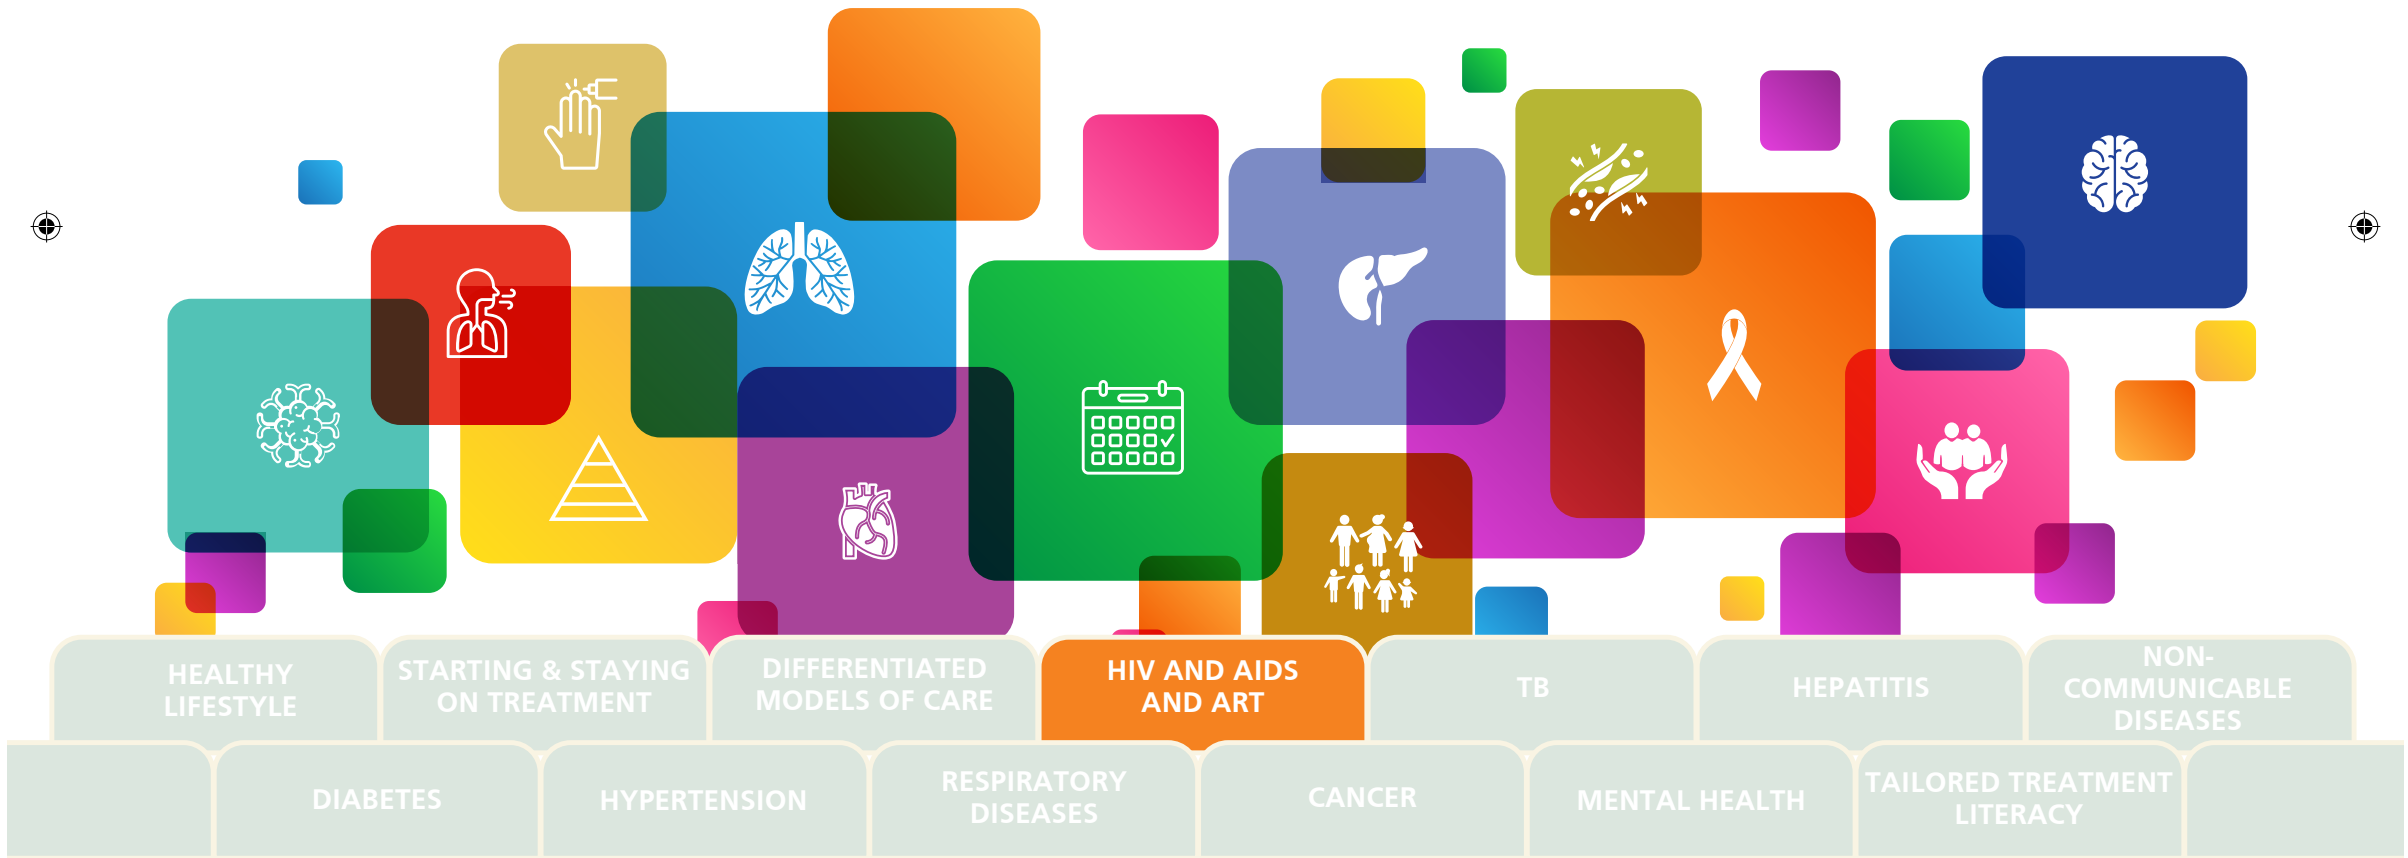 HEALTHY
LIFESTYLE
STARTING & STAYING
ON TREATMENT
DIFFERENTIATED
MODELS OF CARE
HIV AND AIDS
AND ART
TB
HEPATITIS
NON-
COMMUNICABLE
DISEASES
DIABETES
HYPERTENSION
RESPIRATORY
DISEASES
CANCER
MENTAL HEALTH
TAILORED TREATMENT
LITERACY